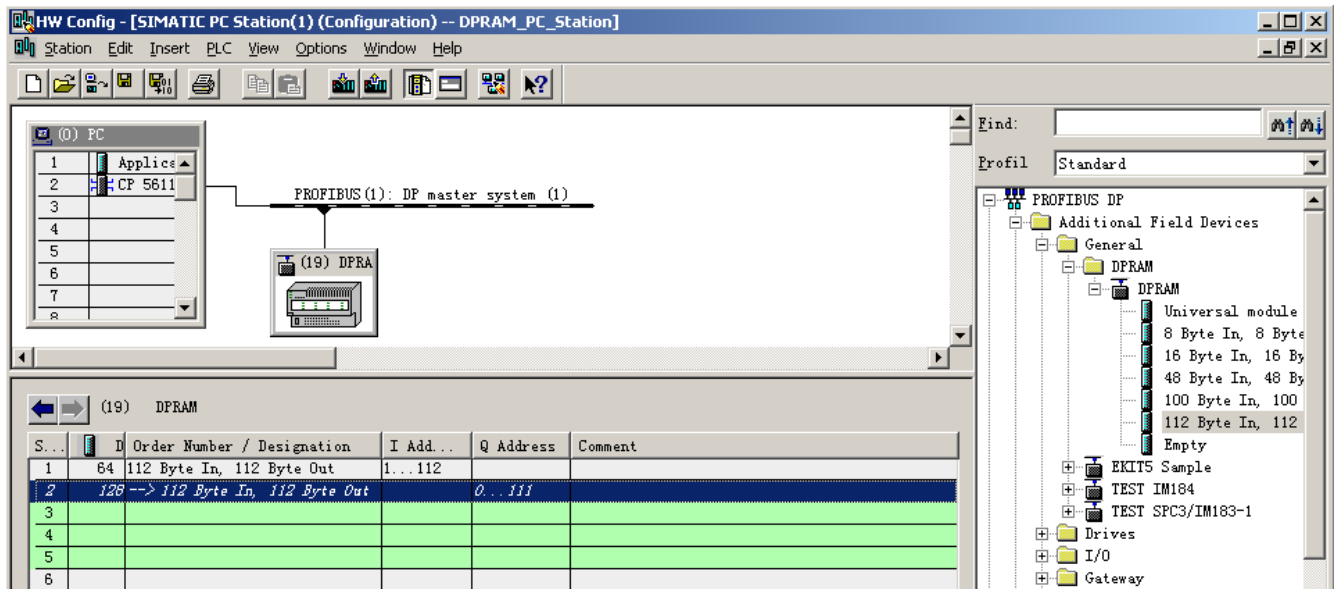 HW Config - [SIMATIC PC Station(1) (Configuration) -- DPRAM_PC_Station]
Station Edit Insert PLC View Options Window Help
(0) PC
1 Applica
2 CP 5611
3
4
5
6
7
8
PROFIBUS(1): DP master system (1)
(19) DPRA
(19) DPRAM
S... D Order Number / Designation I Add... Q Address Comment
1 64 112 Byte In, 112 Byte Out 1...112
2 128 --> 112 Byte In, 112 Byte Out 0...111
3
4
5
6
Find:
Profil Standard
PROFIBUS DP
Additional Field Devices
General
DPRAM
DPRAM
Universal module
8 Byte In, 8 Byte
16 Byte In, 16 By
48 Byte In, 48 By
100 Byte In, 100
112 Byte In, 112
Empty
EKIT5 Sample
TEST IM184
TEST SPC3/IM183-1
Drives
I/O
Gateway